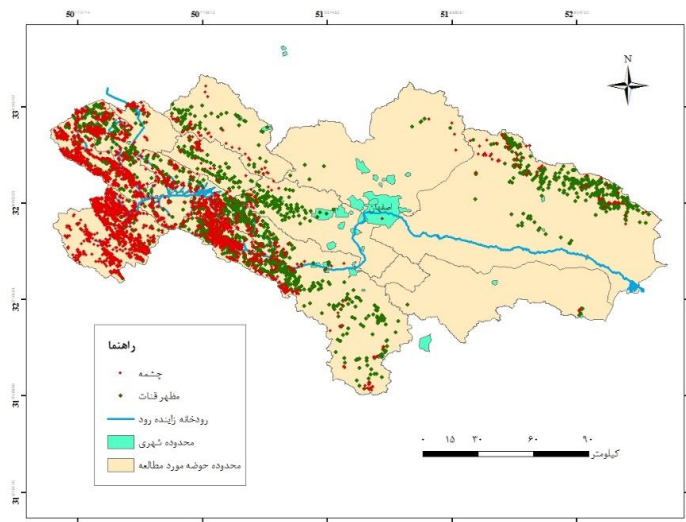 50 50 51 51 52
N
33
32
32
31
31
اصفهان
راهنما
چشمه
مظهر قنات
رودخانه زاینده رود
محدوده شهری
محدوده حوضه مورد مطالعه
۰ ۱۵ ۳۰ ۶۰ ۹۰
کیلومتر